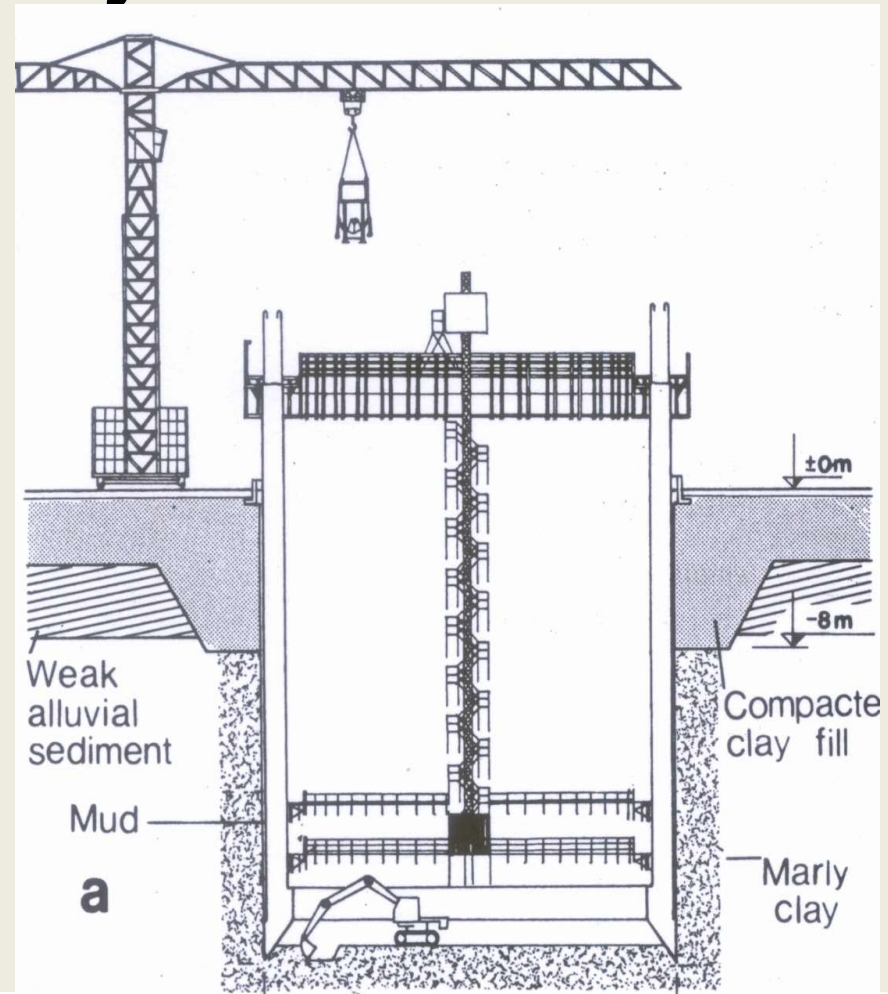 ±0m
-8m
Weak
alluvial
sediment
Compacte
clay fill
Mud
Marly
clay
a